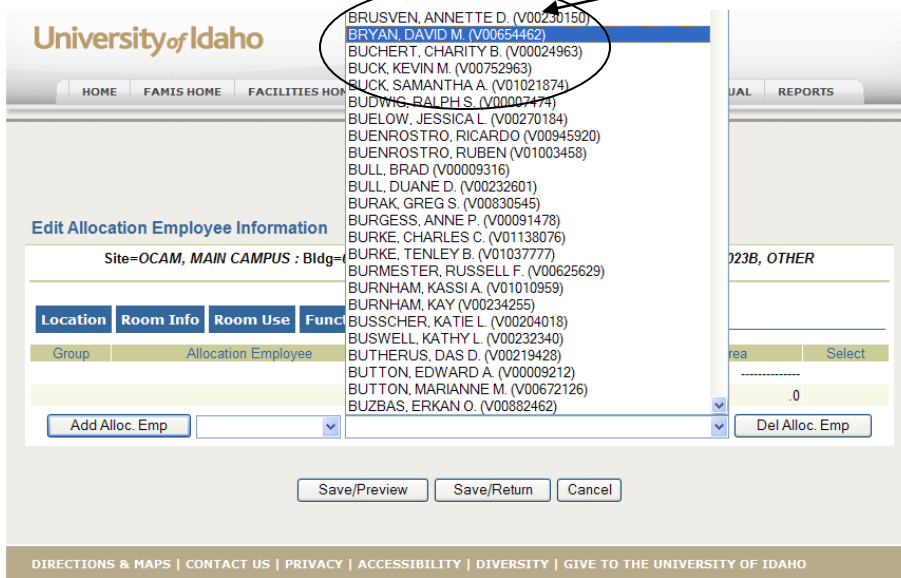 University of Idaho
HOME FAMIS HOME FACILITIES HOM UAL REPORTS
BRUSVEN, ANNETTE D. (V00230150)
BRYAN, DAVID M. (V00654462)
BUCHERT, CHARITY B. (V00024963)
BUCK, KEVIN M. (V00752963)
BUCK, SAMANTHA A. (V01021874)
BUDWIG, RALPH S. (V00007474)
BUELOW, JESSICA L. (V00270184)
BUENROSTRO, RICARDO (V00945920)
BUENROSTRO, RUBEN (V01003458)
BULL, BRAD (V00009316)
BULL, DUANE D. (V00232601)
BURAK, GREG S. (V00830545)
BURGESS, ANNE P. (V00091478)
BURKE, CHARLES C. (V01138076)
BURKE, TENLEY B. (V01037777)
BURMESTER, RUSSELL F. (V00625629)
BURNHAM, KASSI A. (V01010959)
BURNHAM, KAY (V00234255)
BUSSCHER, KATIE L. (V00204018)
BUSWELL, KATHY L. (V00232340)
BUTHERUS, DAS D. (V00219428)
BUTTON, EDWARD A. (V00009212)
BUTTON, MARIANNE M. (V00672126)
BUZBAS, ERKAN O. (V00882462)
Edit Allocation Employee Information
Site=OCAM, MAIN CAMPUS : Bldg= 023B, OTHER
Location Room Info Room Use Funct
Group Allocation Employee rea Select
--------------
.0
Add Alloc. Emp Del Alloc. Emp
Save/Preview Save/Return Cancel
DIRECTIONS & MAPS | CONTACT US | PRIVACY | ACCESSIBILITY | DIVERSITY | GIVE TO THE UNIVERSITY OF IDAHO